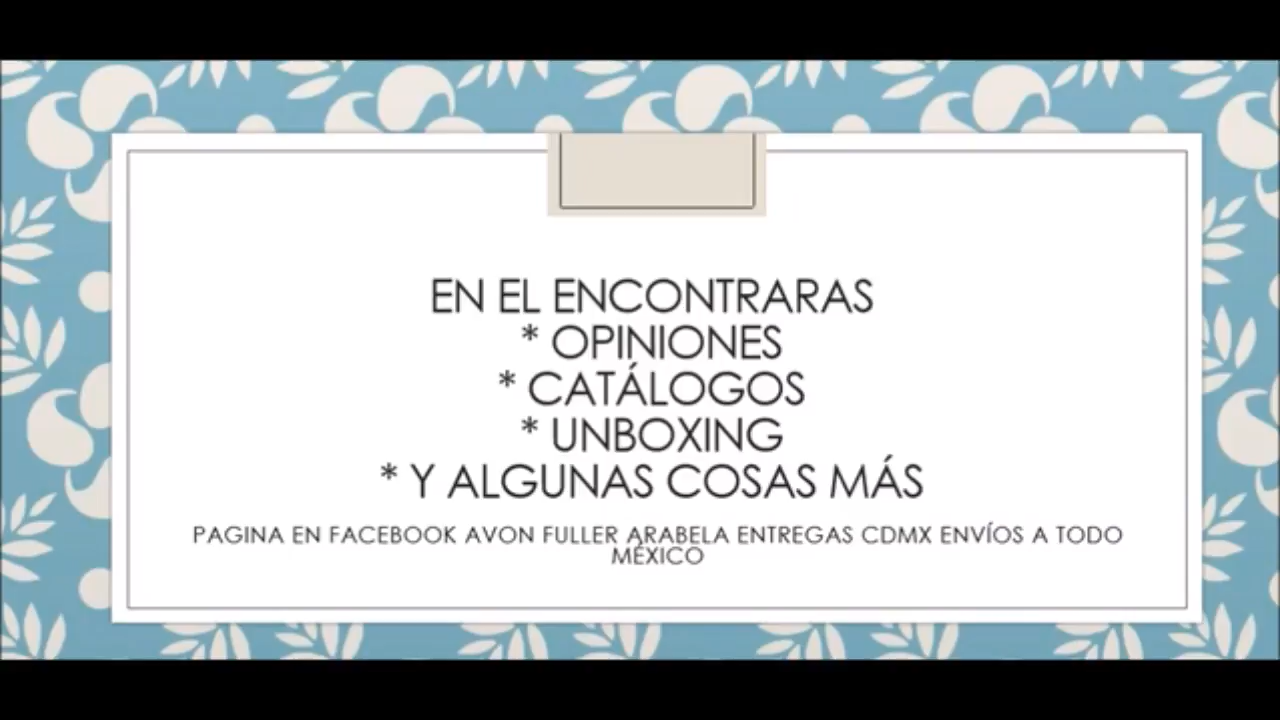 EN EL ENCONTRARAS
* OPINIONES
* CATÁLOGOS
* UNBOXING
* Y ALGUNAS COSAS MÁS
PAGINA EN FACEBOOK AVON FULLER ARABELA ENTREGAS CDMX ENVÍOS A TODO
MÉXICO